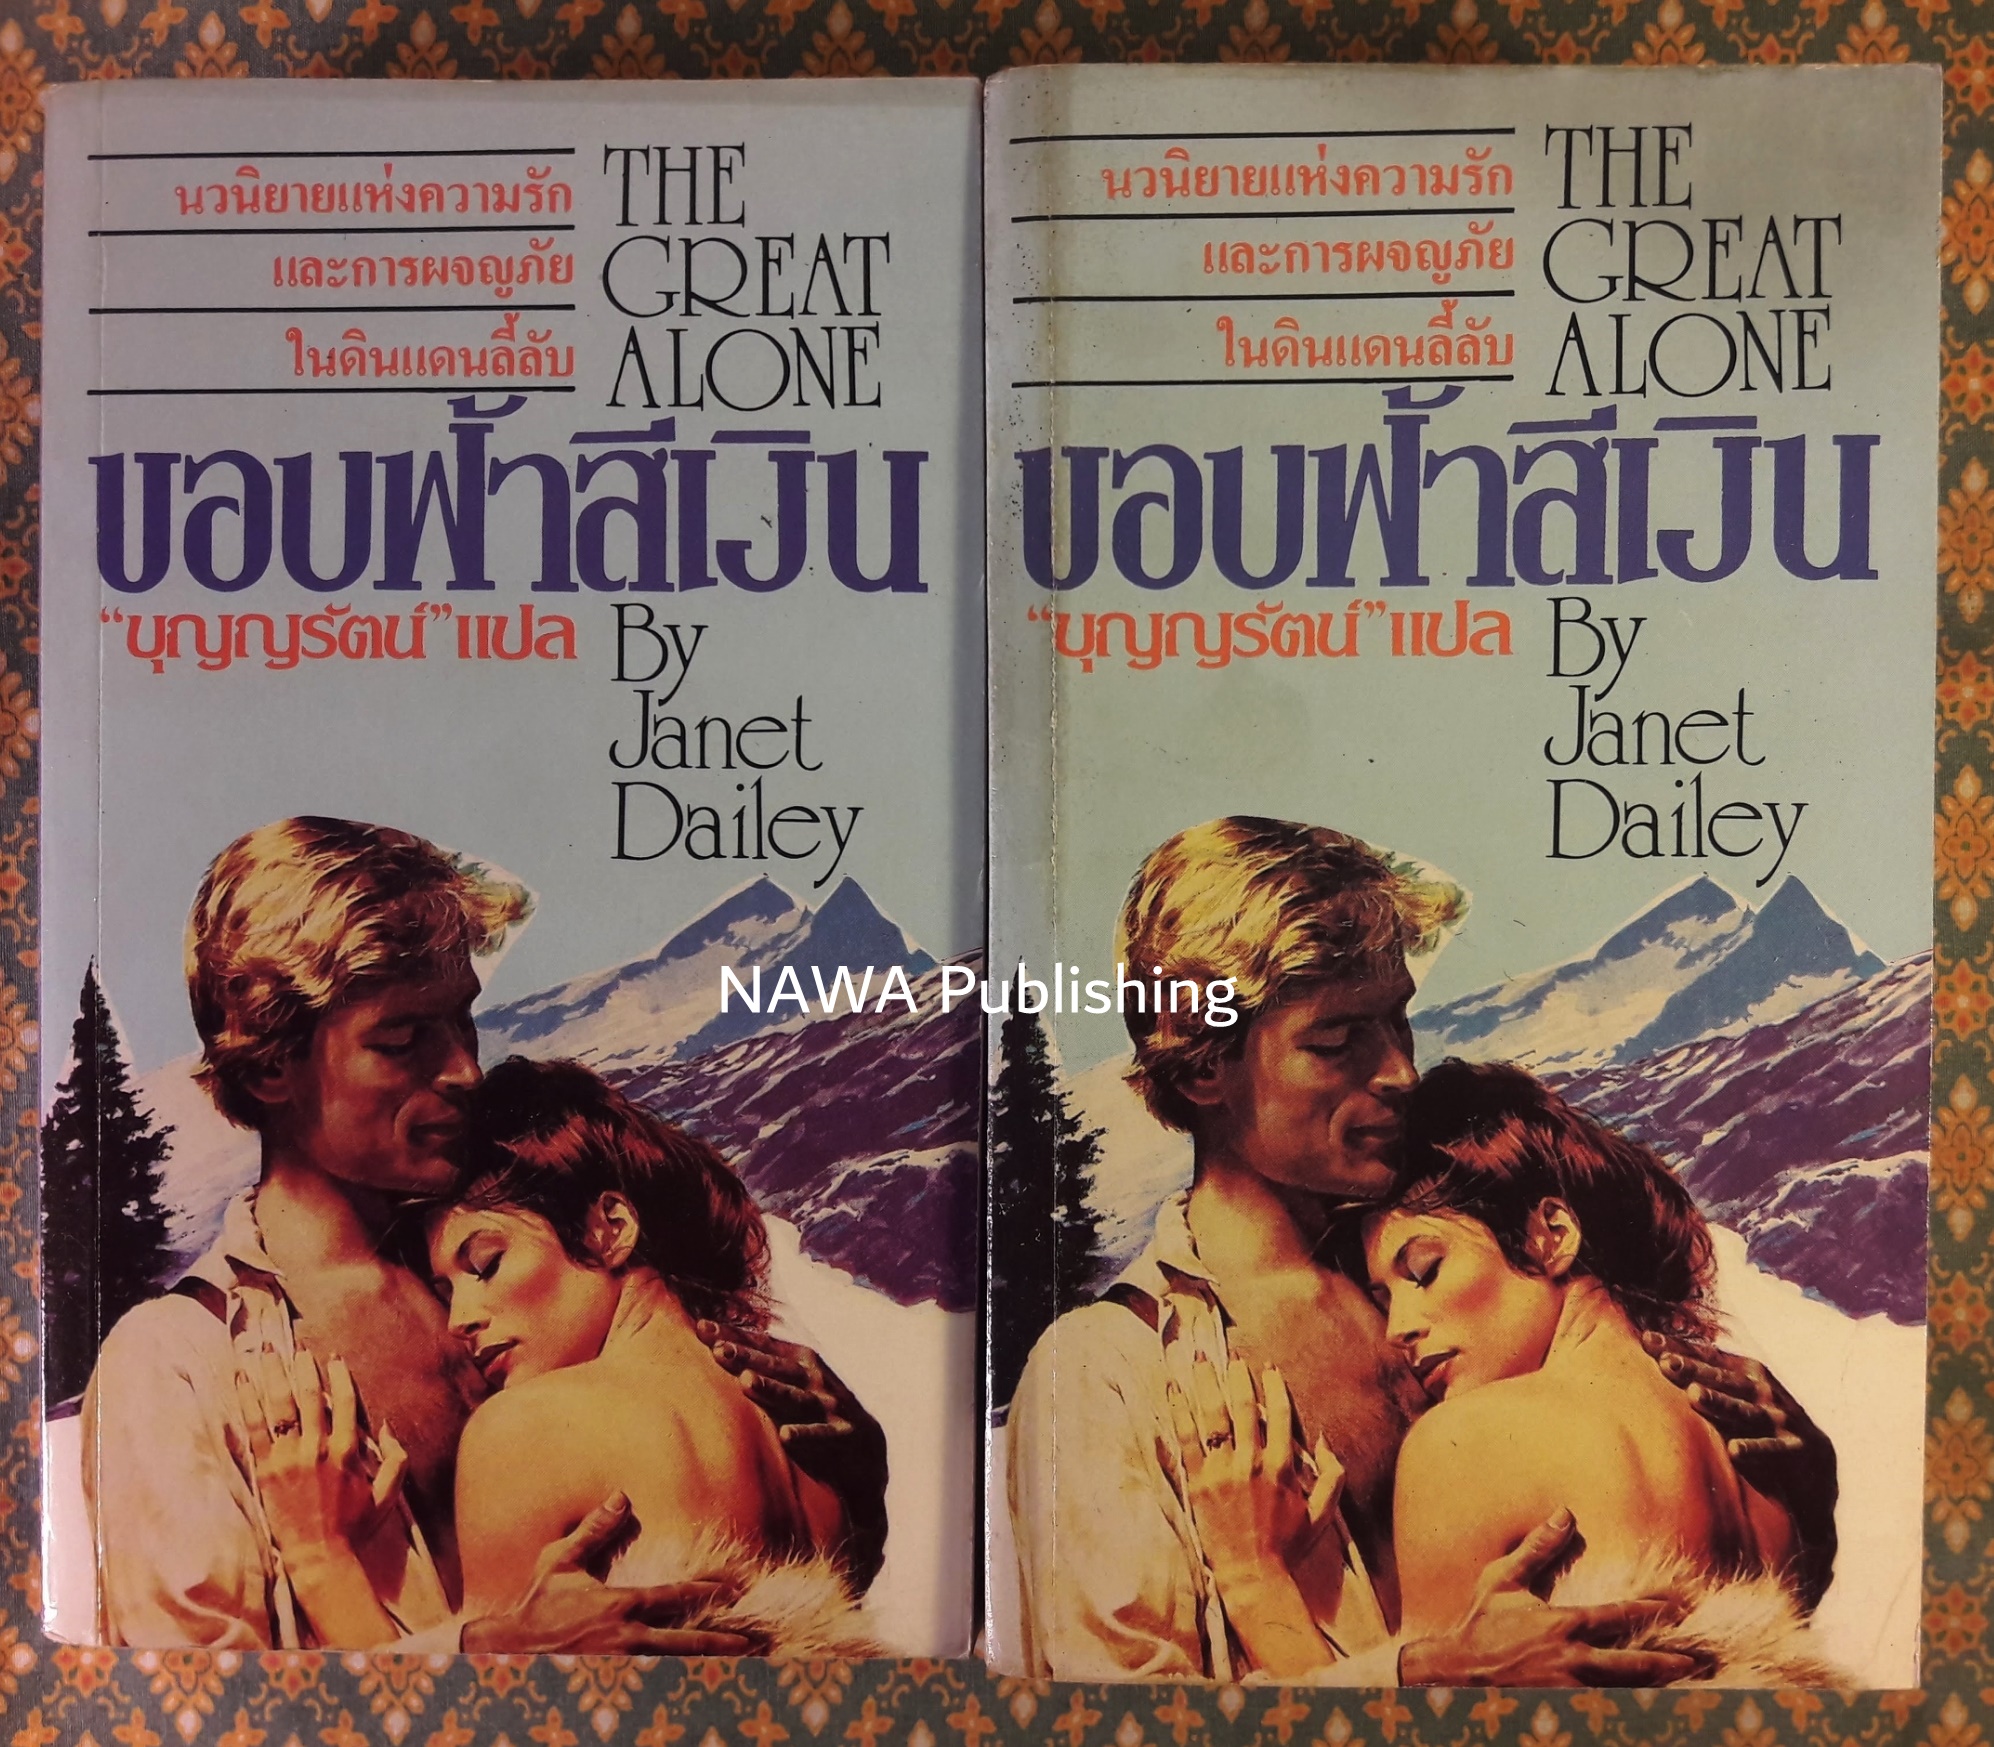 นวนิยายแห่งความรัก
และการผจญภัย
ในดินแดนลี้ลับ
THE
GREAT
ALONE
ขอบฟ้าสีเงิน
“บุญญรัตน์”แปล
By
Janet
Dailey
นวนิยายแห่งความรัก
และการผจญภัย
ในดินแดนลี้ลับ
THE
GREAT
ALONE
ขอบฟ้าสีเงิน
“บุญญรัตน์”แปล
By
Janet
Dailey
NAWA Publishing